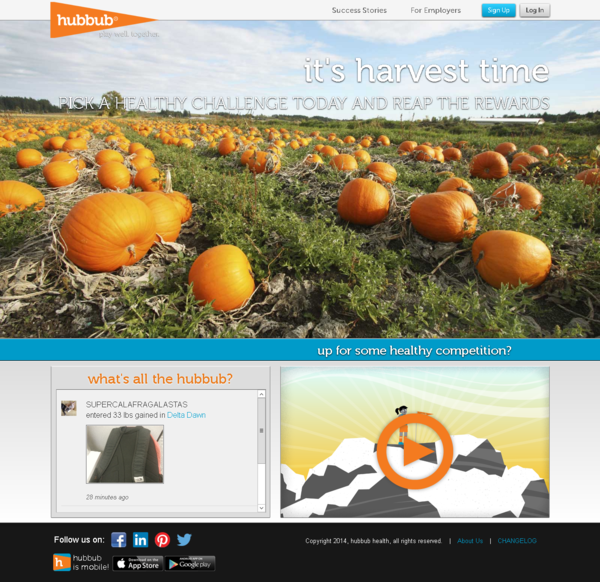 hubbub®
play well. together.
Success Stories
For Employers
Sign Up
Log In
it's harvest time
PICK A HEALTHY CHALLENGE TODAY AND REAP THE REWARDS
up for some healthy competition?
what's all the hubbub?
SUPERCALAFRAGALASTAS
entered 33 lbs gained in Delta Dawn
28 minutes ago
Follow us on:
Copyright 2014, hubbub health, all rights reserved. | About Us | CHANGELOG
h
hubbub
is mobile!
Download on the
App Store
Google play